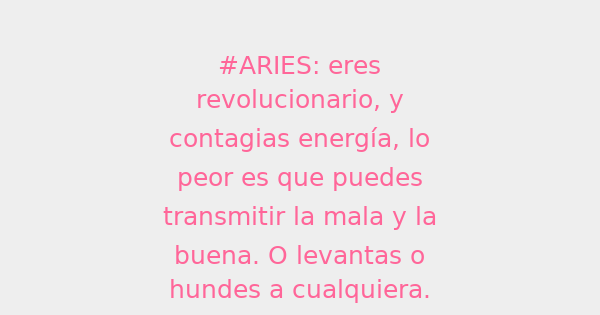 #ARIES: eres
revolucionario, y
contagias energía, lo
peor es que puedes
transmitir la mala y la
buena. O levantas o
hundes a cualquiera.